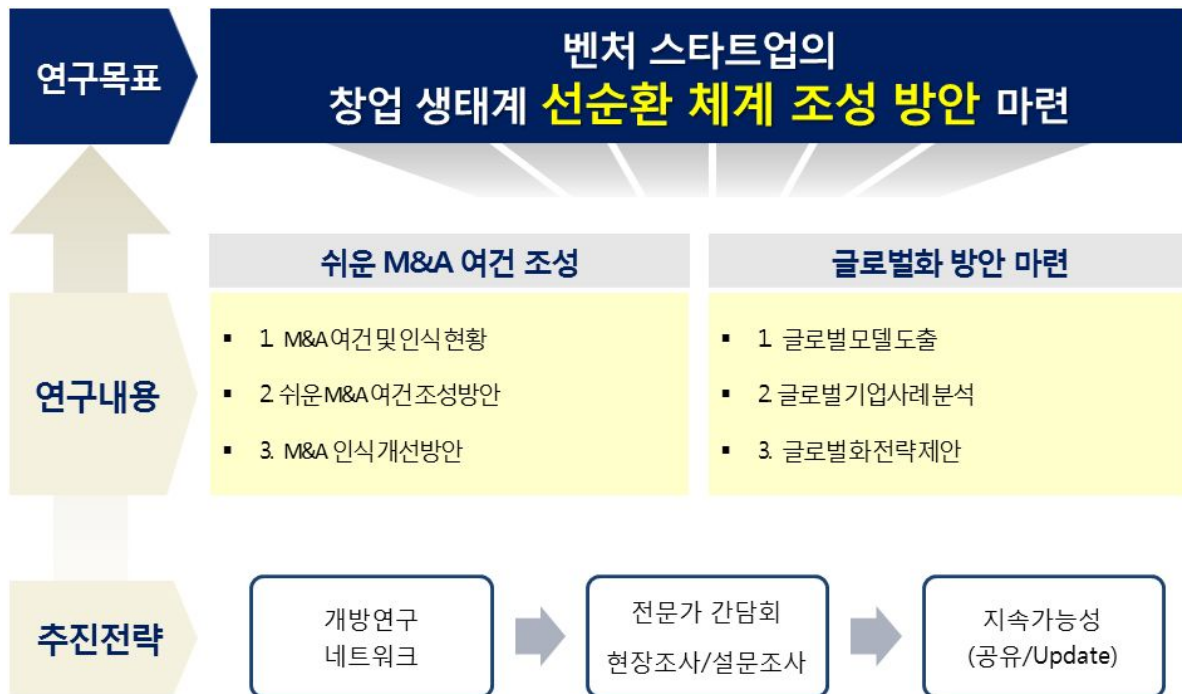 연구목표
벤처 스타트업의
창업 생태계 선순환 체계 조성 방안 마련
연구내용
쉬운 M&A 여건 조성
▪ 1. M&A 여건 및 인식 현황
▪ 2. 쉬운 M&A 여건 조성방안
▪ 3. M&A 인식 개선방안
글로벌화 방안 마련
▪ 1. 글로벌 모델 도출
▪ 2. 글로벌 기업사례 분석
▪ 3. 글로벌화 전략 제안
추진전략
개방연구
네트워크
전문가 간담회
현장조사/설문조사
지속가능성
(공유/Update)